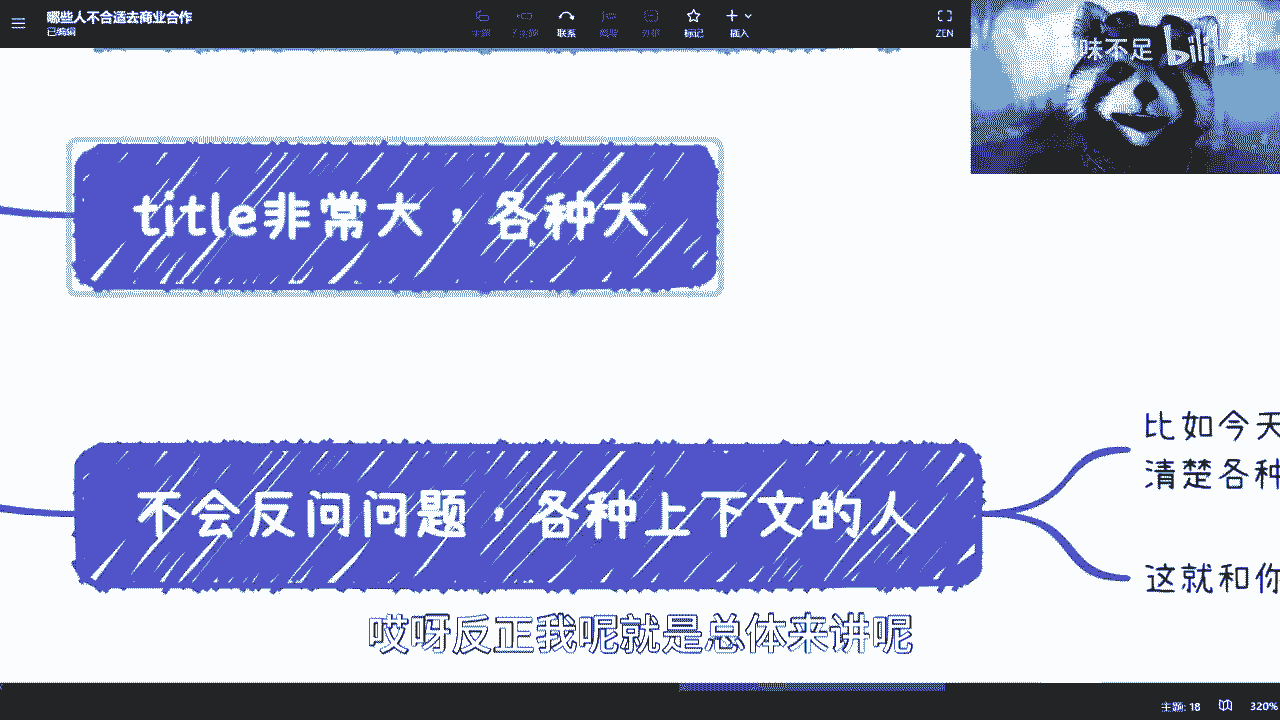 哪些人不合适去商业合作
已编辑
主题
子主题
联系
概要
外框
标记
插入
ZEN
味不足 bilibili
title非常大，各种大
比如今天
清楚各种
不会反问问题，各种上下文的人
这就和你
哎呀反正我呢就是总体来讲呢
主题: 18
320%